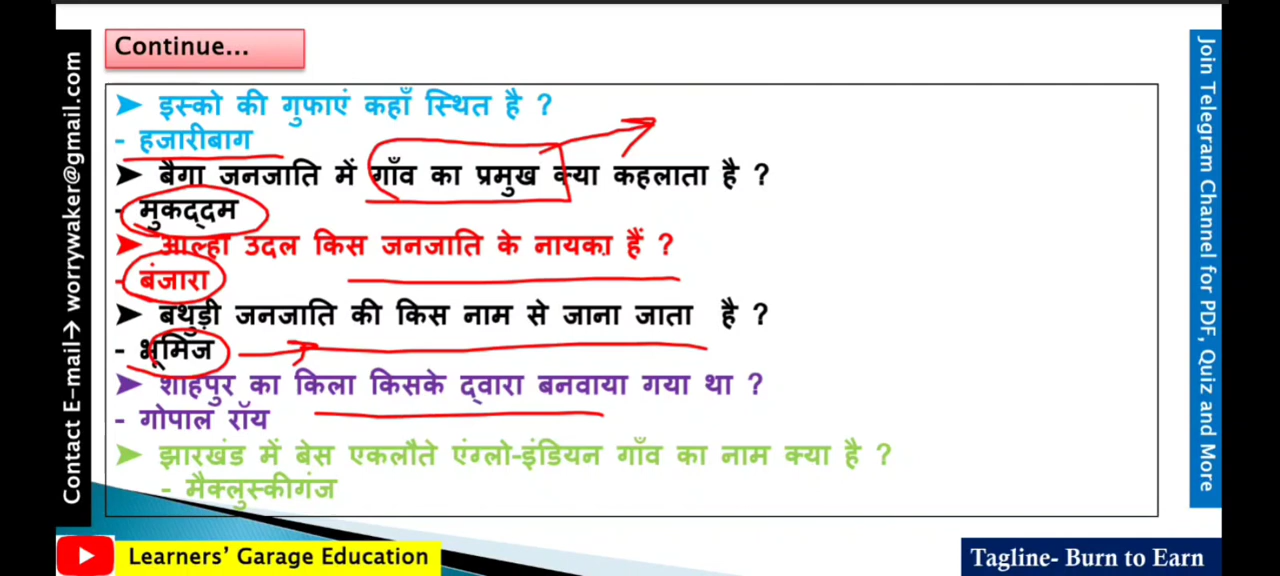 Continue...
➤ इस्को की गुफाएं कहाँ स्थित है ?
- हजारीबाग
➤ बैगा जनजाति में गाँव का प्रमुख क्या कहलाता है ?
- मुकद्दम
➤ आल्हा उदल किस जनजाति के नायक हैं ?
- बंजारा
➤ बथुड़ी जनजाति की किस नाम से जाना जाता है ?
- भूमिज
➤ शाहपुर का किला किसके द्वारा बनवाया गया था ?
- गोपाल रॉय
➤ झारखंड में बेस एकलौते एंग्लो-इंडियन गाँव का नाम क्या है ?
- मैक्लुस्कीगंज
Contact E-mail→ worrywaker@gmail.com
Join Telegram Channel for PDF, Quiz and More
Learners’ Garage Education
Tagline- Burn to Earn